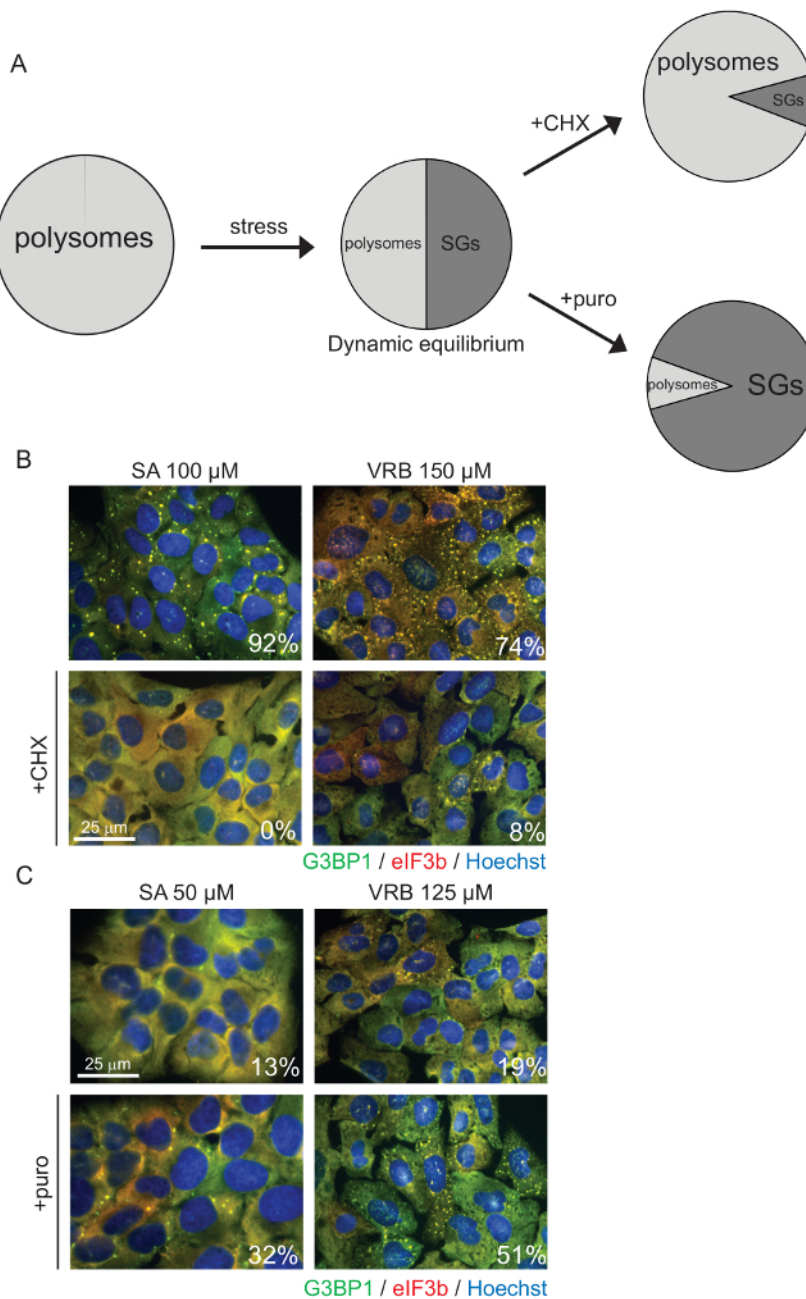 A
polysomes
stress
polysomes
SGs
Dynamic equilibrium
+CHX
polysomes
SGs
+puro
polysomes
SGs
B
SA 100 µM
VRB 150 µM
92%
74%
+CHX
25 µm
0%
8%
G3BP1 / eIF3b / Hoechst
C
SA 50 µM
VRB 125 µM
25 µm
13%
19%
+puro
32%
51%
G3BP1 / eIF3b / Hoechst